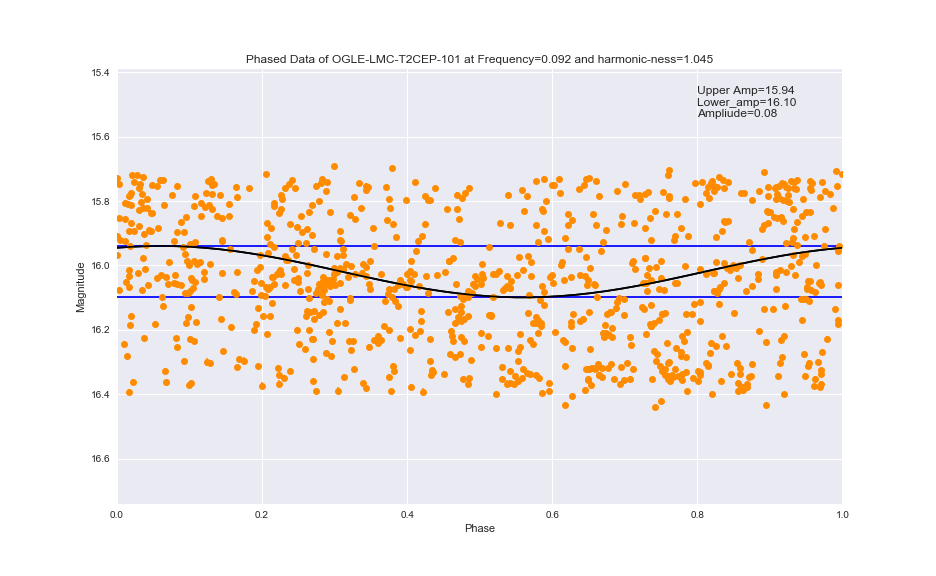 Phased Data of OGLE-LMC-T2CEP-101 at Frequency=0.092 and harmonic-ness=1.045
Upper Amp=15.94
Lower_amp=16.10
Ampliude=0.08
15.4
15.6
15.8
16.0
16.2
16.4
16.6
Magnitude
0.0 0.2 0.4 0.6 0.8 1.0
Phase